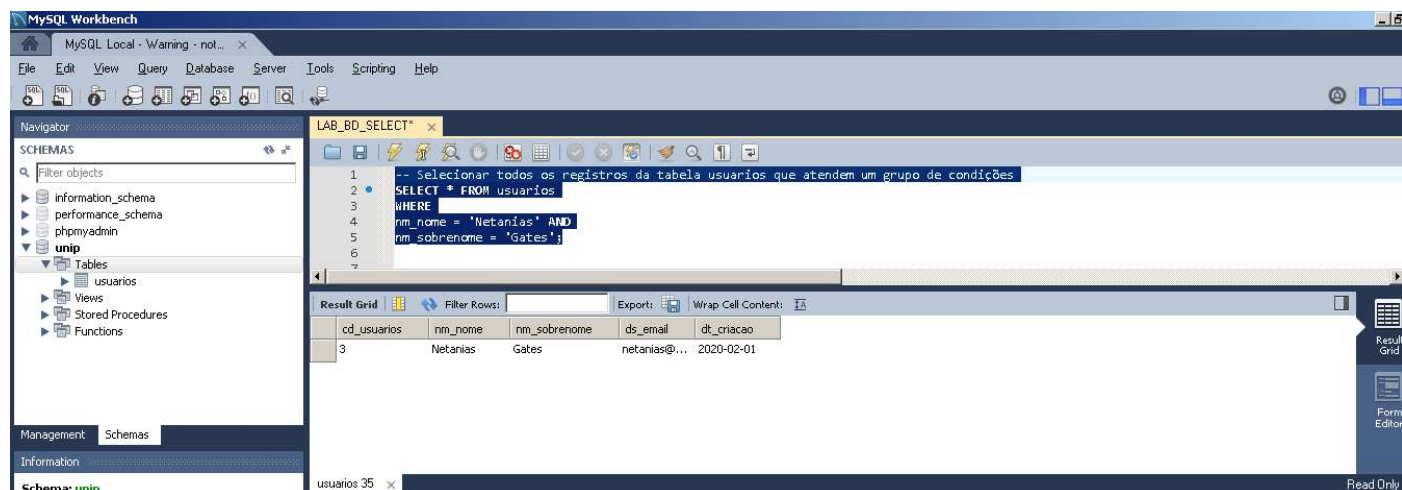 MySQL Workbench
MySQL Local - Warning - not...
File Edit View Query Database Server Tools Scripting Help
Navigator
SCHEMAS
Filter objects
information_schema
performance_schema
phpmyadmin
unip
Tables
usuarios
Views
Stored Procedures
Functions
Management Schemas
Information
Schema: unip
LAB_BD_SELECT*
1 -- Selecionar todos os registros da tabela usuarios que atendem um grupo de condições
2 SELECT * FROM usuarios
3 WHERE
4 nm_nome = 'Netanias' AND
5 nm_sobrenome = 'Gates';
6
7
Result Grid Filter Rows: Export: Wrap Cell Content:
cd_usuarios nm_nome nm_sobrenome ds_email dt_criacao
3 Netanias Gates netanias@... 2020-02-01
Result
Grid
Form
Editor
usuarios 35
Read Only